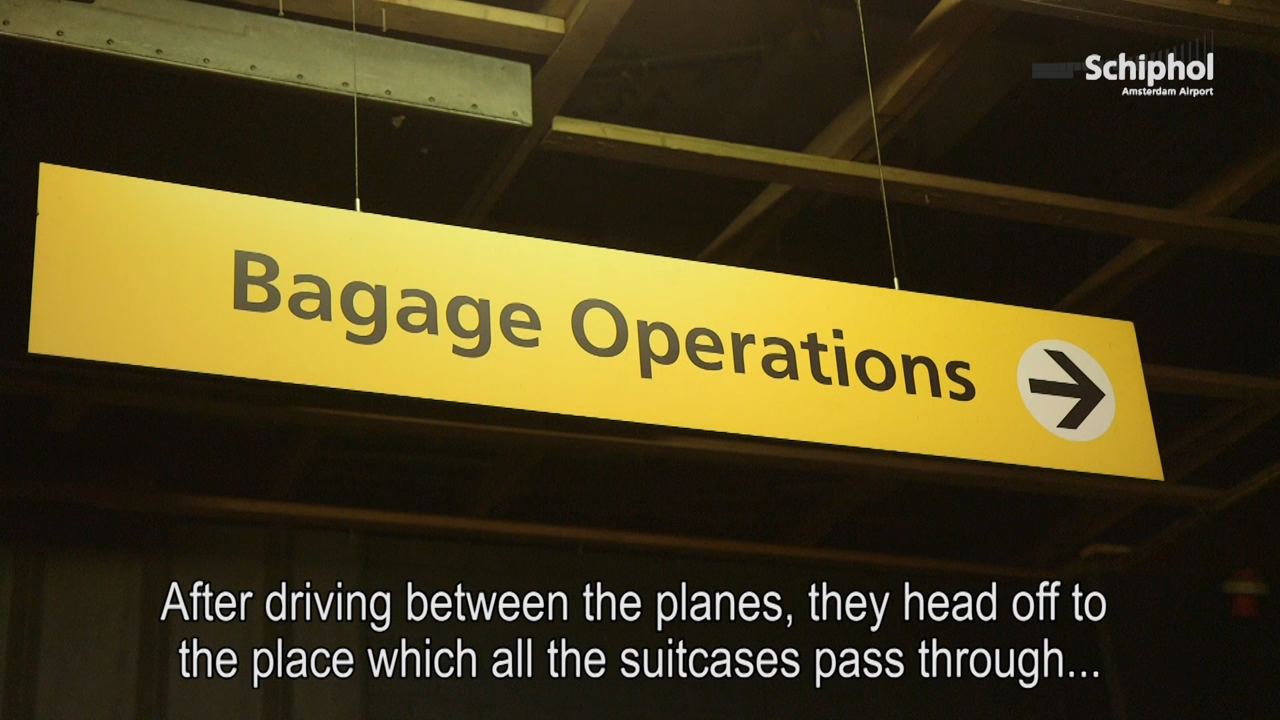 Schiphol
Amsterdam Airport
Bagage Operations
After driving between the planes, they head off to
the place which all the suitcases pass through...